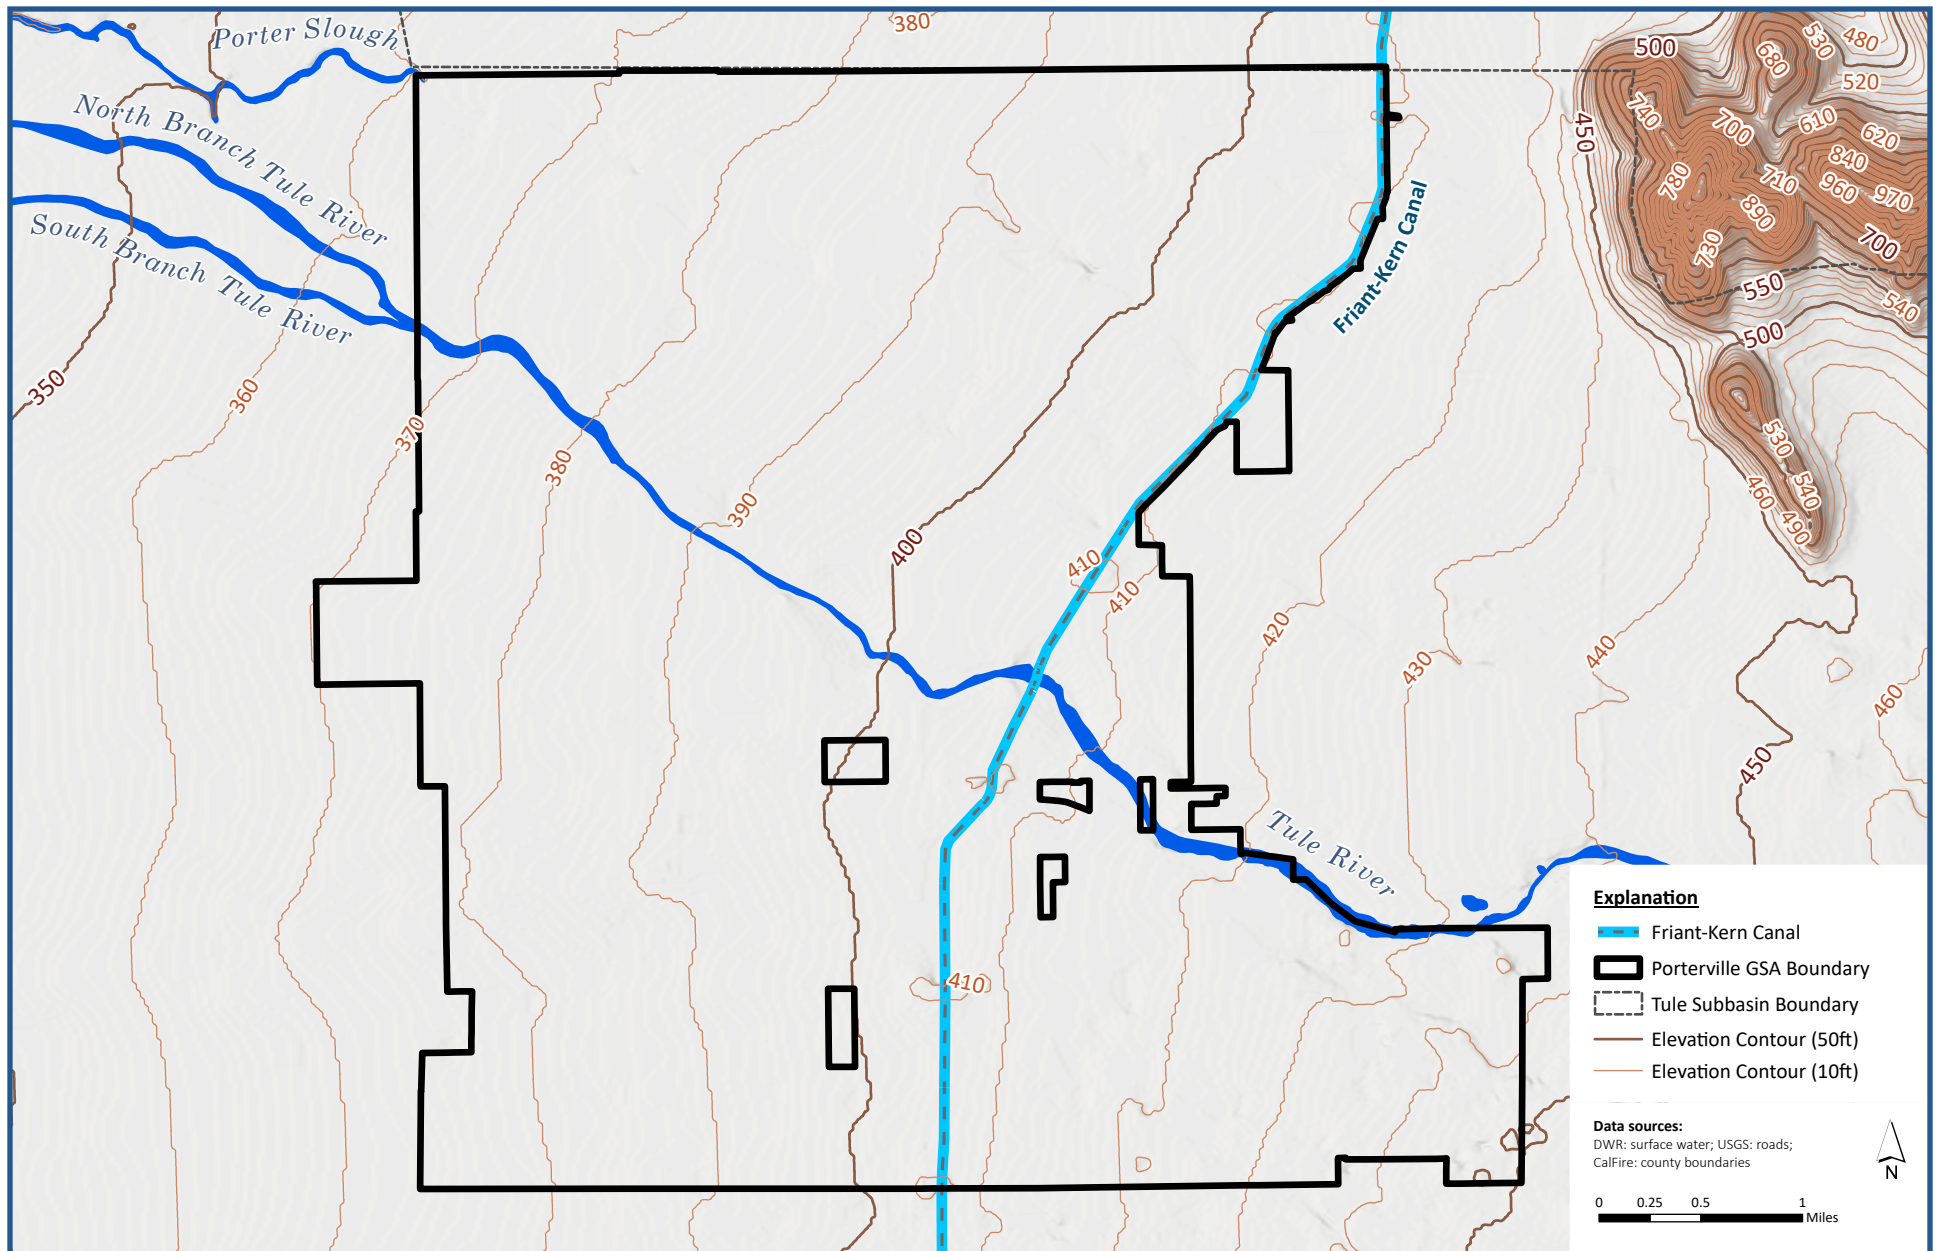 380
Porter Slough
500
530
480
680
520
740
450
700
610
620
840
780
710
960
970
890
730
700
550
540
500
North Branch Tule River
South Branch Tule River
Friant-Kern Canal
350
360
370
380
390
400
410
410
420
430
440
450
460
530
540
460
490
Tule River
410
Explanation
Friant-Kern Canal
Porterville GSA Boundary
Tule Subbasin Boundary
Elevation Contour (50ft)
Elevation Contour (10ft)
Data sources:
DWR: surface water; USGS: roads;
CalFire: county boundaries
N
0 0.25 0.5 1
Miles